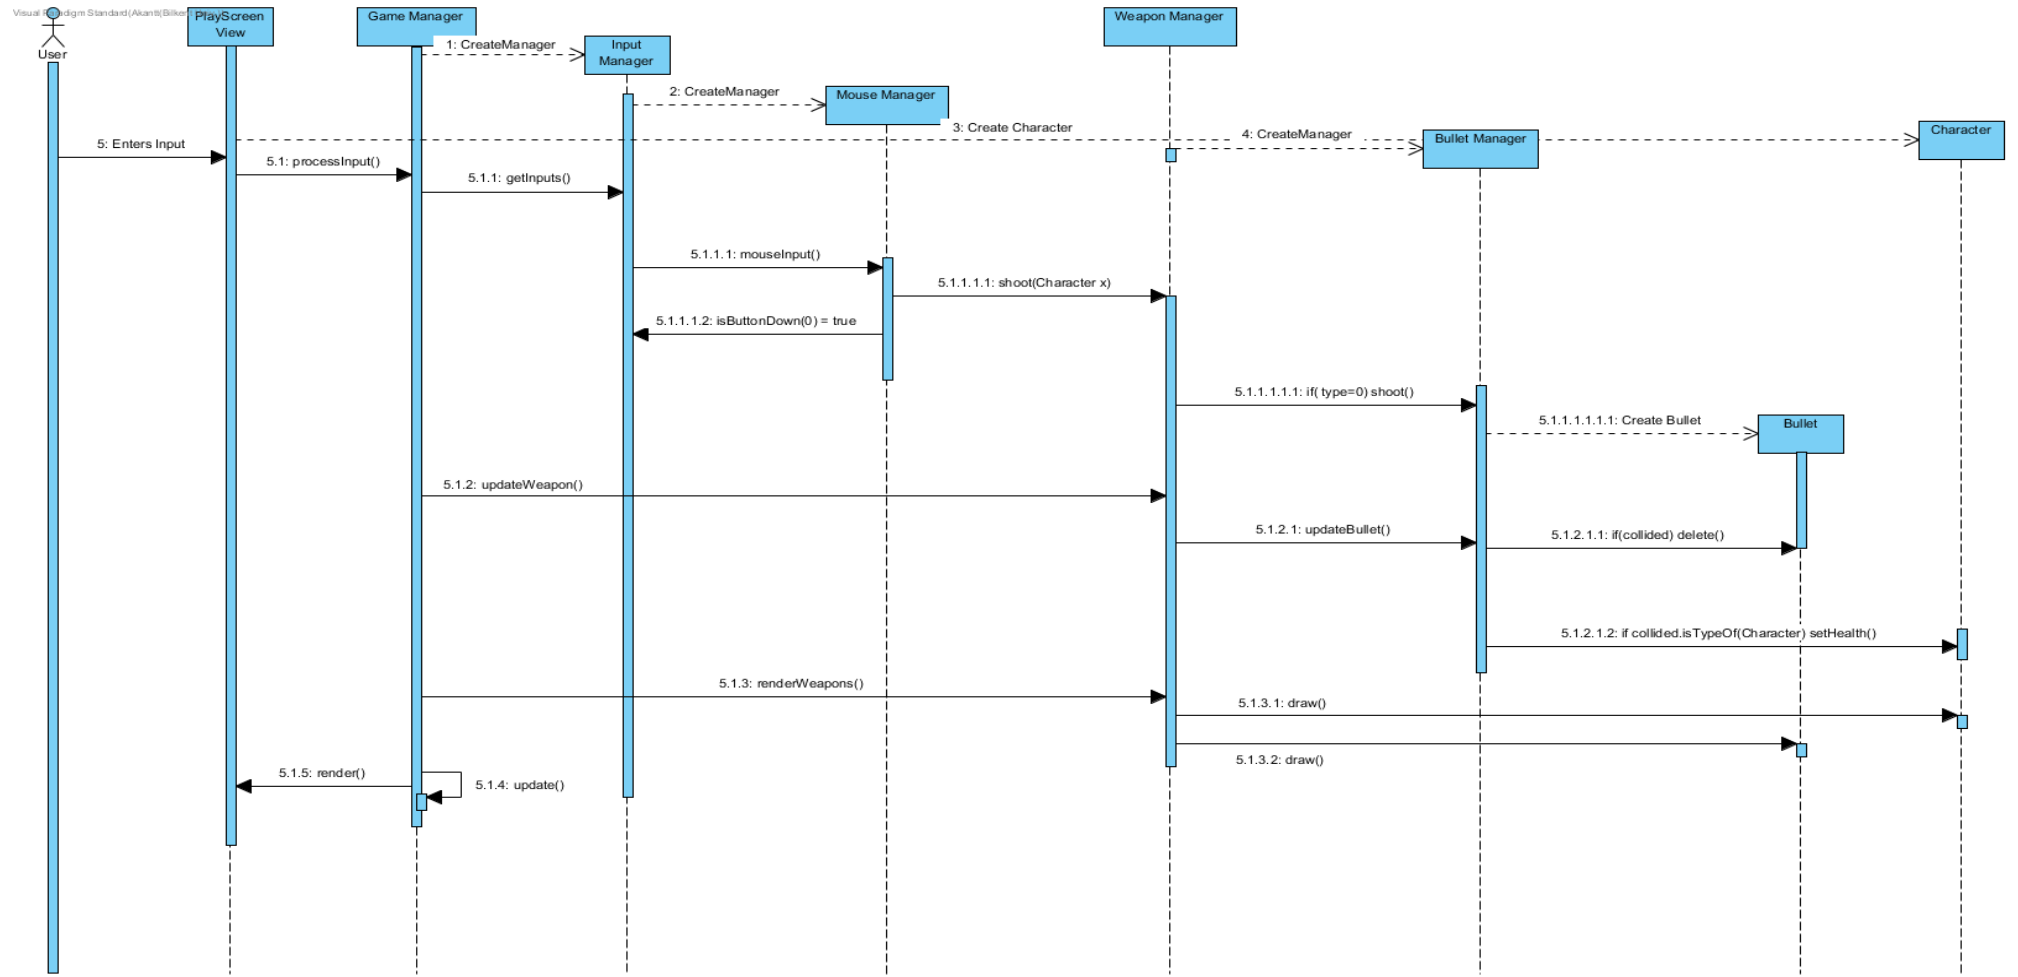 Visual Paradigm Standard(Akanti(Bilkent
User
PlayScreen
View
Game Manager
1: CreateManager
Input
Manager
2: CreateManager
Mouse Manager
Weapon Manager
3: Create Character
4: CreateManager
Bullet Manager
Character
5: Enters Input
5.1: processInput()
5.1.1: getInputs()
5.1.1.1: mouseInput()
5.1.1.1.1: shoot(Character x)
5.1.1.1.2: isButtonDown(0) = true
5.1.1.1.1.1: if( type=0) shoot()
5.1.1.1.1.1.1: Create Bullet
Bullet
5.1.2: updateWeapon()
5.1.2.1: updateBullet()
5.1.2.1.1: if(collided) delete()
5.1.2.1.2: if collided.isTypeOf(Character) setHealth()
5.1.3: renderWeapons()
5.1.3.1: draw()
5.1.3.2: draw()
5.1.5: render()
5.1.4: update()